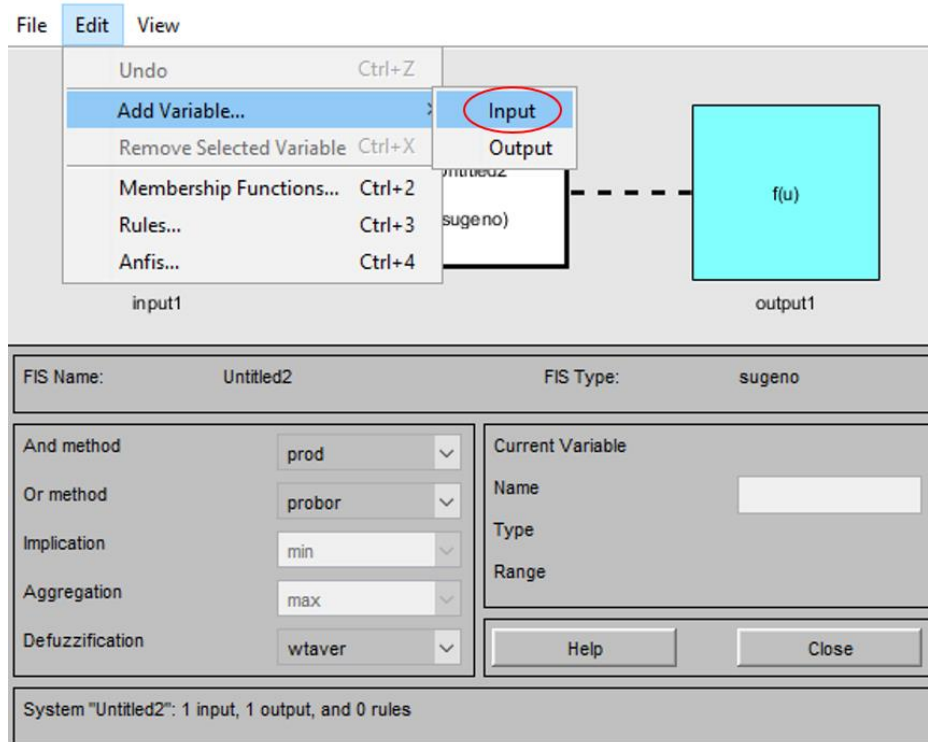 File Edit View
Undo Ctrl+Z
Add Variable... >
Input
Remove Selected Variable Ctrl+X
Output
Membership Functions... Ctrl+2
Rules... Ctrl+3
Anfis... Ctrl+4
sugeno)
f(u)
input1
output1
FIS Name: Untitled2 FIS Type: sugeno
And method prod
Or method probor
Implication min
Aggregation max
Defuzzification wtaver
Current Variable
Name
Type
Range
Help Close
System "Untitled2": 1 input, 1 output, and 0 rules